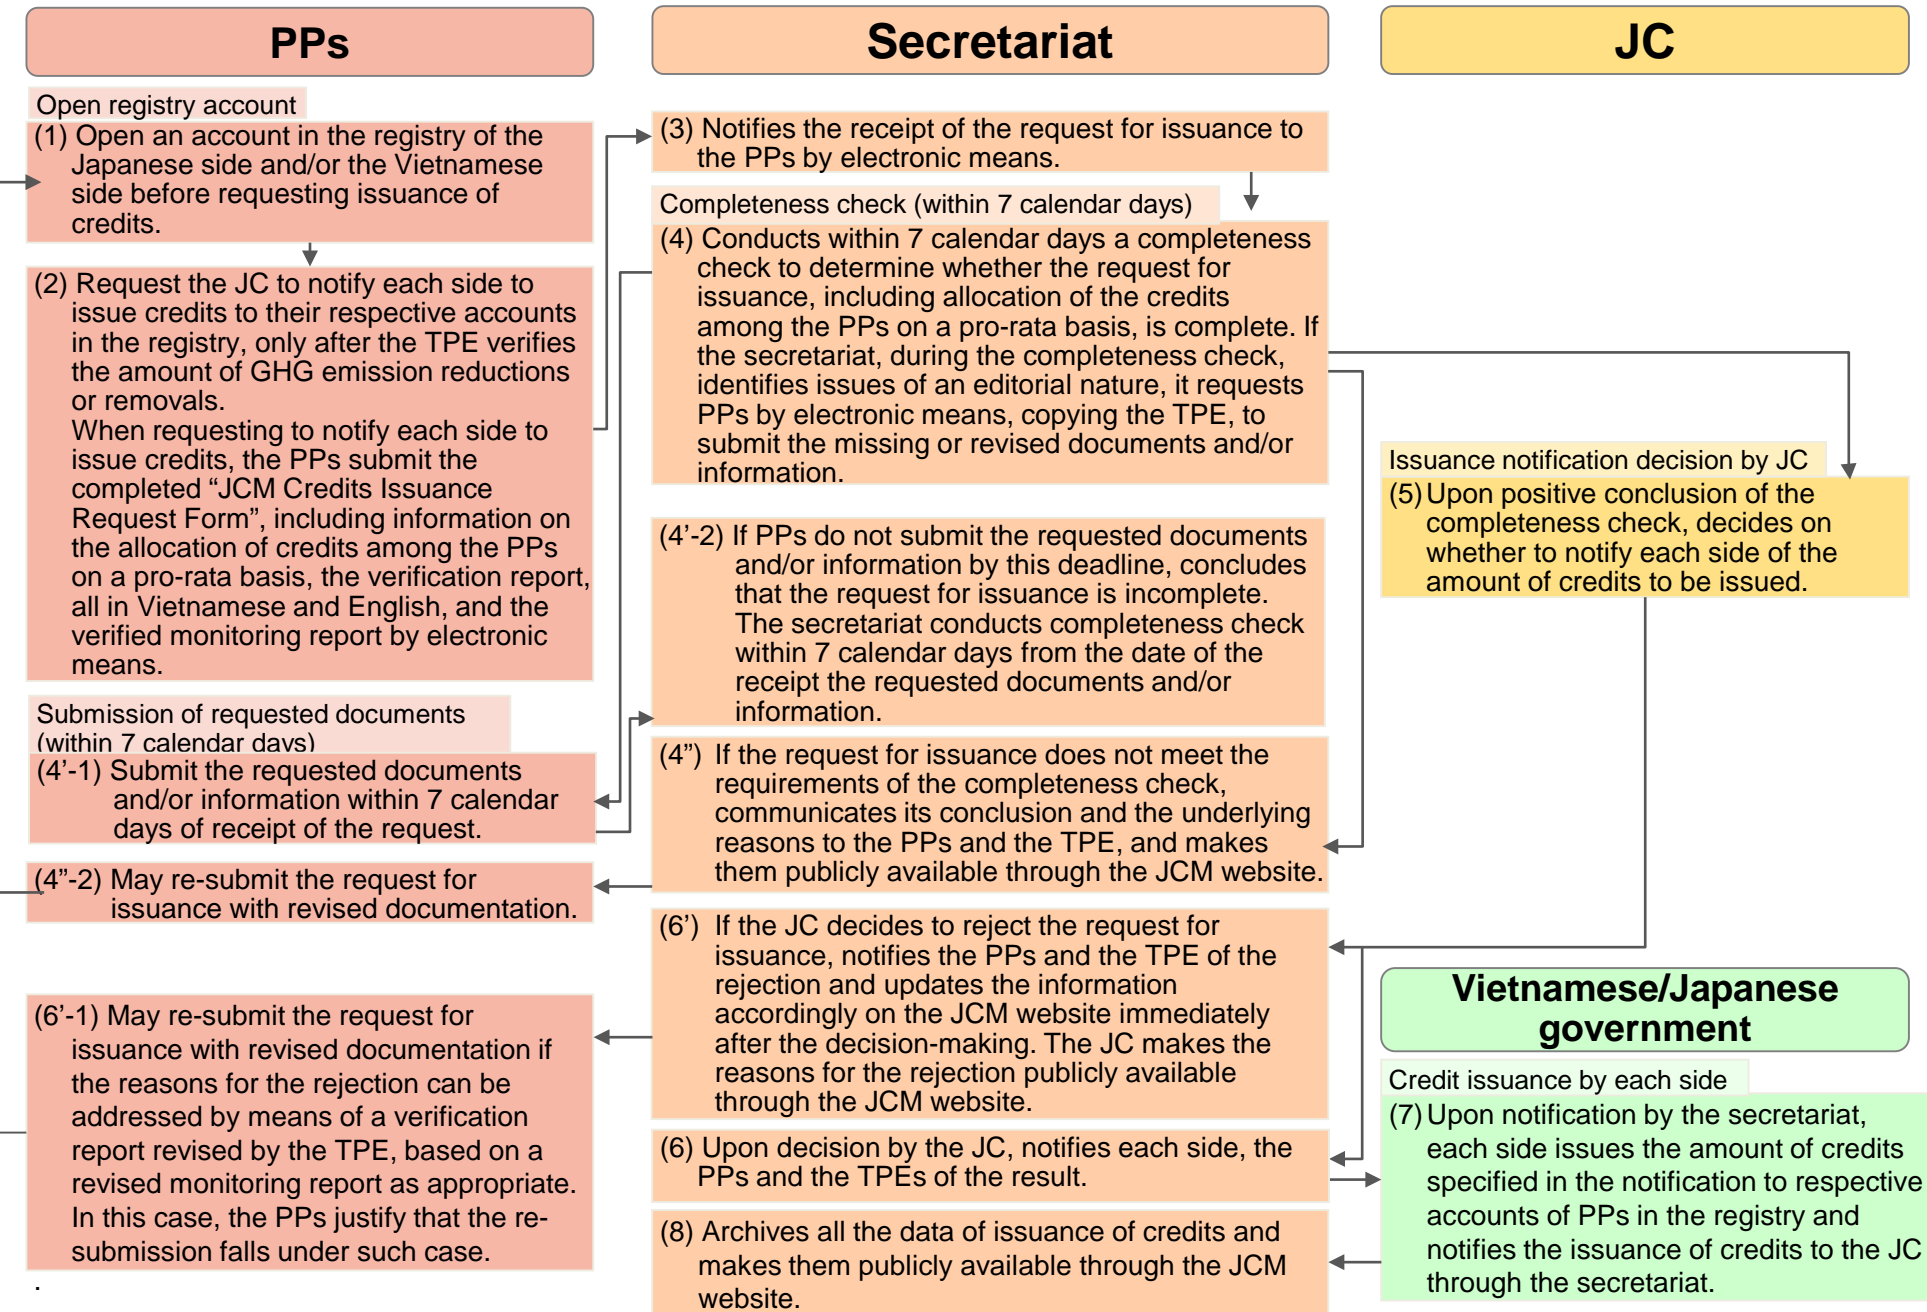 PPs
Open registry account
(1) Open an account in the registry of the
Japanese side and/or the Vietnamese
side before requesting issuance of
credits.
(2) Request the JC to notify each side to
issue credits to their respective accounts
in the registry, only after the TPE verifies
the amount of GHG emission reductions
or removals.
When requesting to notify each side to
issue credits, the PPs submit the
completed “JCM Credits Issuance
Request Form”, including information on
the allocation of credits among the PPs
on a pro-rata basis, the verification report,
all in Vietnamese and English, and the
verified monitoring report by electronic
means.
Submission of requested documents
(within 7 calendar days)
(4’-1) Submit the requested documents
and/or information within 7 calendar
days of receipt of the request.
(4”-2) May re-submit the request for
issuance with revised documentation.
(6’-1) May re-submit the request for
issuance with revised documentation if
the reasons for the rejection can be
addressed by means of a verification
report revised by the TPE, based on a
revised monitoring report as appropriate.
In this case, the PPs justify that the re-
submission falls under such case.
.
Secretariat
(3) Notifies the receipt of the request for issuance to
the PPs by electronic means.
Completeness check (within 7 calendar days)
(4) Conducts within 7 calendar days a completeness
check to determine whether the request for
issuance, including allocation of the credits
among the PPs on a pro-rata basis, is complete. If
the secretariat, during the completeness check,
identifies issues of an editorial nature, it requests
PPs by electronic means, copying the TPE, to
submit the missing or revised documents and/or
information.
(4’-2) If PPs do not submit the requested documents
and/or information by this deadline, concludes
that the request for issuance is incomplete.
The secretariat conducts completeness check
within 7 calendar days from the date of the
receipt the requested documents and/or
information.
(4”) If the request for issuance does not meet the
requirements of the completeness check,
communicates its conclusion and the underlying
reasons to the PPs and the TPE, and makes
them publicly available through the JCM website.
(6’) If the JC decides to reject the request for
issuance, notifies the PPs and the TPE of the
rejection and updates the information
accordingly on the JCM website immediately
after the decision-making. The JC makes the
reasons for the rejection publicly available
through the JCM website.
(6) Upon decision by the JC, notifies each side, the
PPs and the TPEs of the result.
(8) Archives all the data of issuance of credits and
makes them publicly available through the JCM
website.
JC
Issuance notification decision by JC
(5) Upon positive conclusion of the
completeness check, decides on
whether to notify each side of the
amount of credits to be issued.
Vietnamese/Japanese
government
Credit issuance by each side
(7) Upon notification by the secretariat,
each side issues the amount of credits
specified in the notification to respective
accounts of PPs in the registry and
notifies the issuance of credits to the JC
through the secretariat.